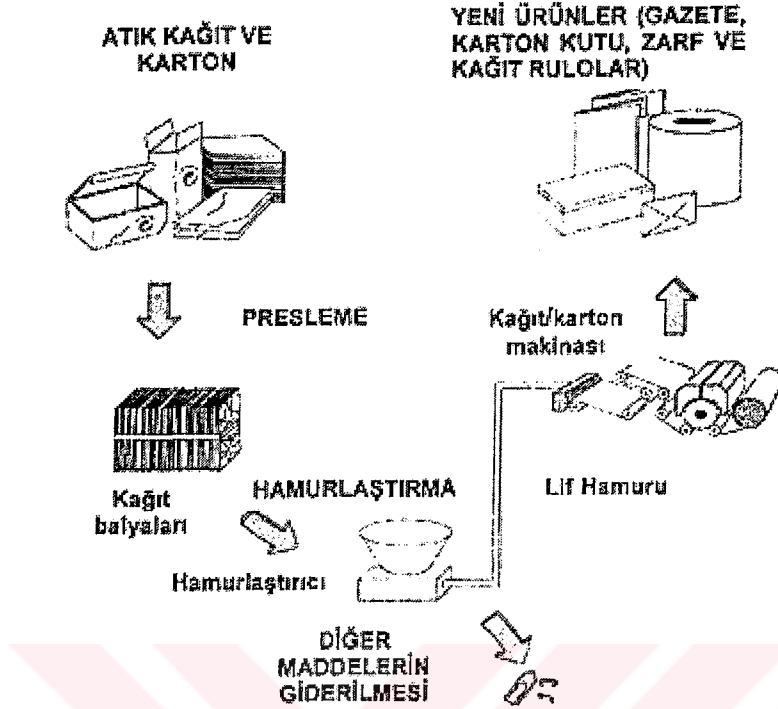 ATIK KAĞIT VE
KARTON
YENİ ÜRÜNLER (GAZETE,
KARTON KUTU, ZARF VE
KAĞIT RULOLAR)
PRESLEME
Kağıt/karton
makinası
Kağıt
balyaları
HAMURLAŞTIRMA
Lif Hamuru
Hamurlaştırıcı
DİĞER
MADDELERİN
GİDERİLMESİ